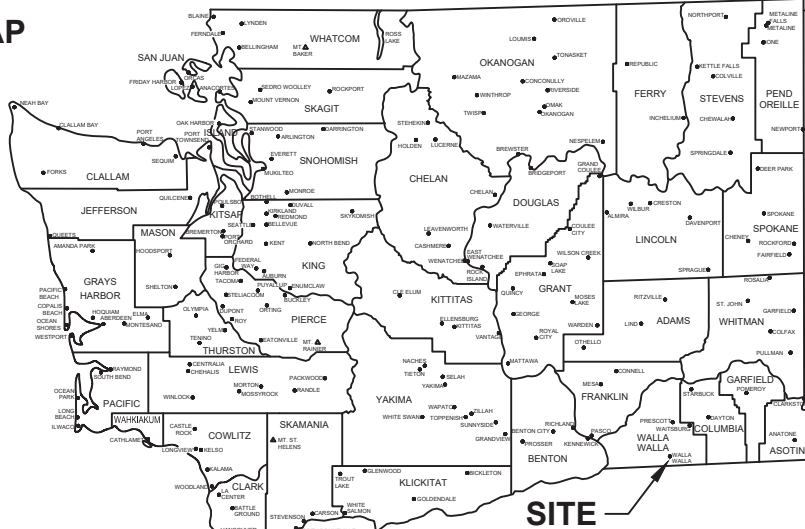 AP
BLAINE
LYNDEN
FERNDALE
WHATCOM
BELLINGHAM
MT.
BAKER
ROSS
LAKE
SAN JUAN
ORCAS
FRIDAY HARBOR
LOPEZ
ANACORTES
SEDRO WOOLLEY
ROCKPORT
MOUNT VERNON
SKAGIT
OROVILLE
LOUMIS
TONASKET
OKANOGAN
MAZAMA
CONCONULLY
WINTHROP
RIVERSIDE
OMAK
TWISP
OKANOGAN
NESPELEM
REPUBLIC
FERRY
INCHELIUM
NORTHPORT
KETTLE FALLS
COLVILLE
STEVENS
CHEWALAH
SPRINGDALE
METALINE
FALLS
METALINE
IONE
PEND
OREILLE
NEWPORT
NEAH BAY
CLALLAM BAY
PORT
ANGELES
PORT
TOWNSEND
SEQUIM
FORKS
CLALLAM
OAK HARBOR
ISLAND
STANWOOD
DARRINGTON
ARLINGTON
SNOHOMISH
EVERETT
MUKILTEO
MONROE
STEHEKIN
HOLDEN
LUCERNE
CHELAN
CHELAN
LEAVENWORTH
CASHMERE
WENATCHEE
BREWSTER
BRIDGEPORT
GRAND
COULEE
DOUGLAS
WATERVILLE
EAST
WENATCHEE
ROCK
ISLAND
COULEE
CITY
DEER PARK
JEFFERSON
QUILCENE
QUEETS
MASON
HOODSPORT
SHELTON
POULSBO
KITSAP
BREMERTON
PORT
ORCHARD
BOTHELL
DUVALL
KIRKLAND
REDMOND
SEATTLE
BELLEVUE
SKYKOMISH
KENT
NORTH BEND
KING
GIG
HARBOR
FEDERAL
WAY
AUBURN
TACOMA
PUYALLUP
ENUMCLAW
STEILACOOM
BUCKLEY
ORTING
DUPONT
ROY
PIERCE
EATONVILLE
MT.
RAINIER
WILBUR
CRESTON
ALMIRA
DAVENPORT
LINCOLN
SPRAGUE
SPOKANE
SPOKANE
CHENEY
ROCKFORD
FAIRFIELD
AMANDA PARK
GRAYS
HARBOR
PACIFIC
BEACH
COPALIS
BEACH
OCEAN
SHORES
WESTPORT
HOQUIAM
ABERDEEN
ELMA
MONTESANO
OLYMPIA
YELM
TENINO
THURSTON
CLE ELUM
KITTITAS
ELLENSBURG
KITTITAS
VANTAGE
WILSON CREEK
SOAP
LAKE
EPHRATA
GRANT
QUINCY
MOSES
LAKE
GEORGE
ROYAL
CITY
WARDEN
MATTAWA
RITZVILLE
LIND
ADAMS
OTHELLO
ROSALIA
ST. JOHN
GARFIELD
WHITMAN
COLFAX
PULLMAN
RAYMOND
SOUTH BEND
OCEAN
PARK
PACIFIC
LONG
BEACH
ILWACO
LEWIS
CENTRALIA
CHEHALIS
WINLOCK
MORTON
MOSSYROCK
PACKWOOD
RANDLE
NACHES
TIETON
SELAH
YAKIMA
YAKIMA
WAPATO
WHITE SWAN
TOPPENISH
ZILLAH
SUNNYSIDE
GRANDVIEW
CONNELL
MESA
FRANKLIN
STARBUCK
GARFIELD
POMEROY
CLARKSTO
WAHKIAKUM
CATHLAMET
COWLITZ
CASTLE
ROCK
LONGVIEW
KELSO
KALAMA
SKAMANIA
MT. ST.
HELENS
BENTON CITY
RICHLAND
PROSSER
PASCO
KENNEWICK
BENTON
PRESCOTT
WAITSBURG
DAYTON
COLUMBIA
WALLA
WALLA
WALLA
WALLA
ANATONE
ASOTIN
WOODLAND
CLARK
LA
CENTER
BATTLE
GROUND
TROUT
LAKE
GLENWOOD
BICKLETON
KLICKITAT
GOLDENDALE
WHITE
SALMON
CARSON
STEVENSON
SITE